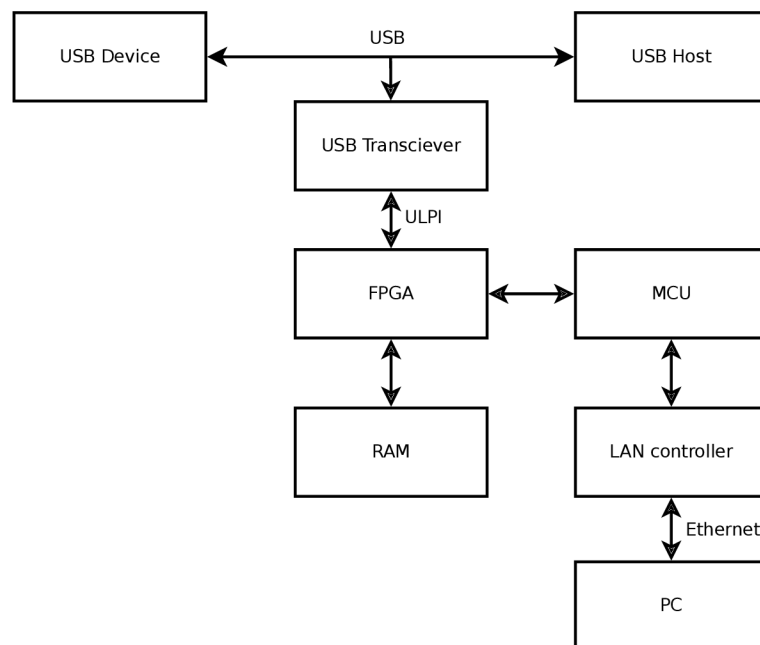 USB
USB Device
USB Host
USB Transciever
ULPI
FPGA
MCU
RAM
LAN controller
Ethernet
PC